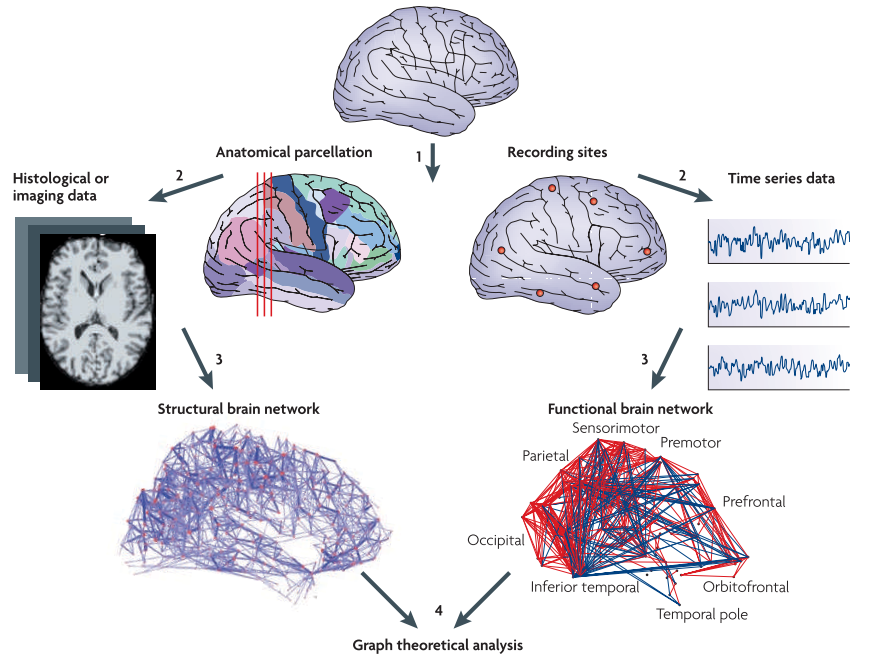 Anatomical parcellation
1
Recording sites
Histological or
imaging data
2
2
Time series data
3
3
Structural brain network
Functional brain network
Sensorimotor
Parietal
Premotor
Prefrontal
Occipital
Inferior temporal
Orbitofrontal
Temporal pole
4
Graph theoretical analysis